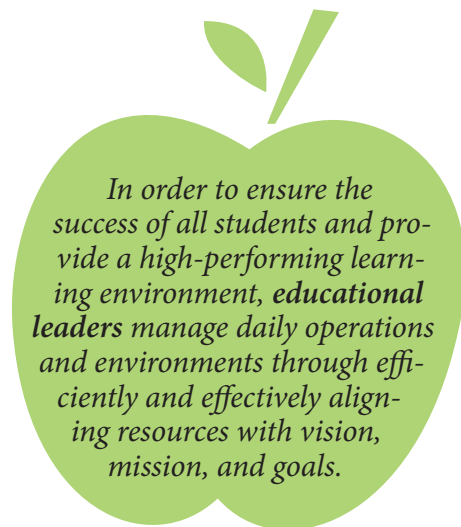 In order to ensure the
success of all students and pro-
vide a high-performing learn-
ing environment, educational
leaders manage daily operations
and environments through effi-
ciently and effectively align-
ing resources with vision,
mission, and goals.